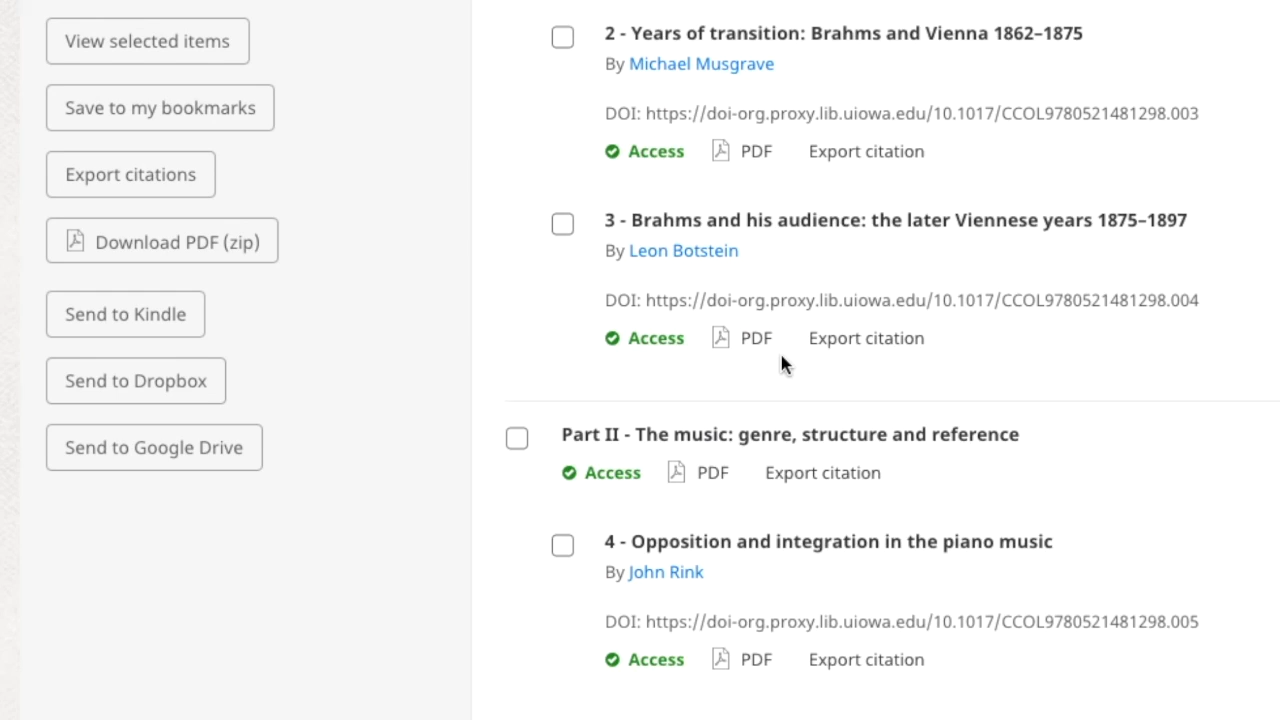 View selected items
Save to my bookmarks
Export citations
Download PDF (zip)
Send to Kindle
Send to Dropbox
Send to Google Drive
2 - Years of transition: Brahms and Vienna 1862–1875
By Michael Musgrave
DOI: https://doi-org.proxy.lib.uiowa.edu/10.1017/CCOL9780521481298.003
Access PDF Export citation
3 - Brahms and his audience: the later Viennese years 1875–1897
By Leon Botstein
DOI: https://doi-org.proxy.lib.uiowa.edu/10.1017/CCOL9780521481298.004
Access PDF Export citation
Part II - The music: genre, structure and reference
Access PDF Export citation
4 - Opposition and integration in the piano music
By John Rink
DOI: https://doi-org.proxy.lib.uiowa.edu/10.1017/CCOL9780521481298.005
Access PDF Export citation